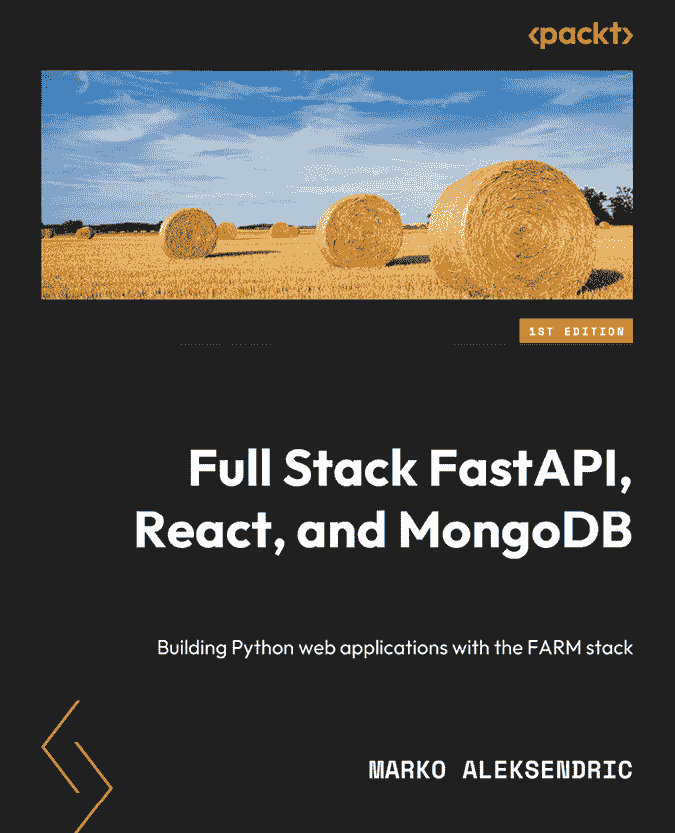 <packt>
1ST EDITION
Full Stack FastAPI,
React, and MongoDB
Building Python web applications with the FARM stack
MARKO ALEKSENDRIC